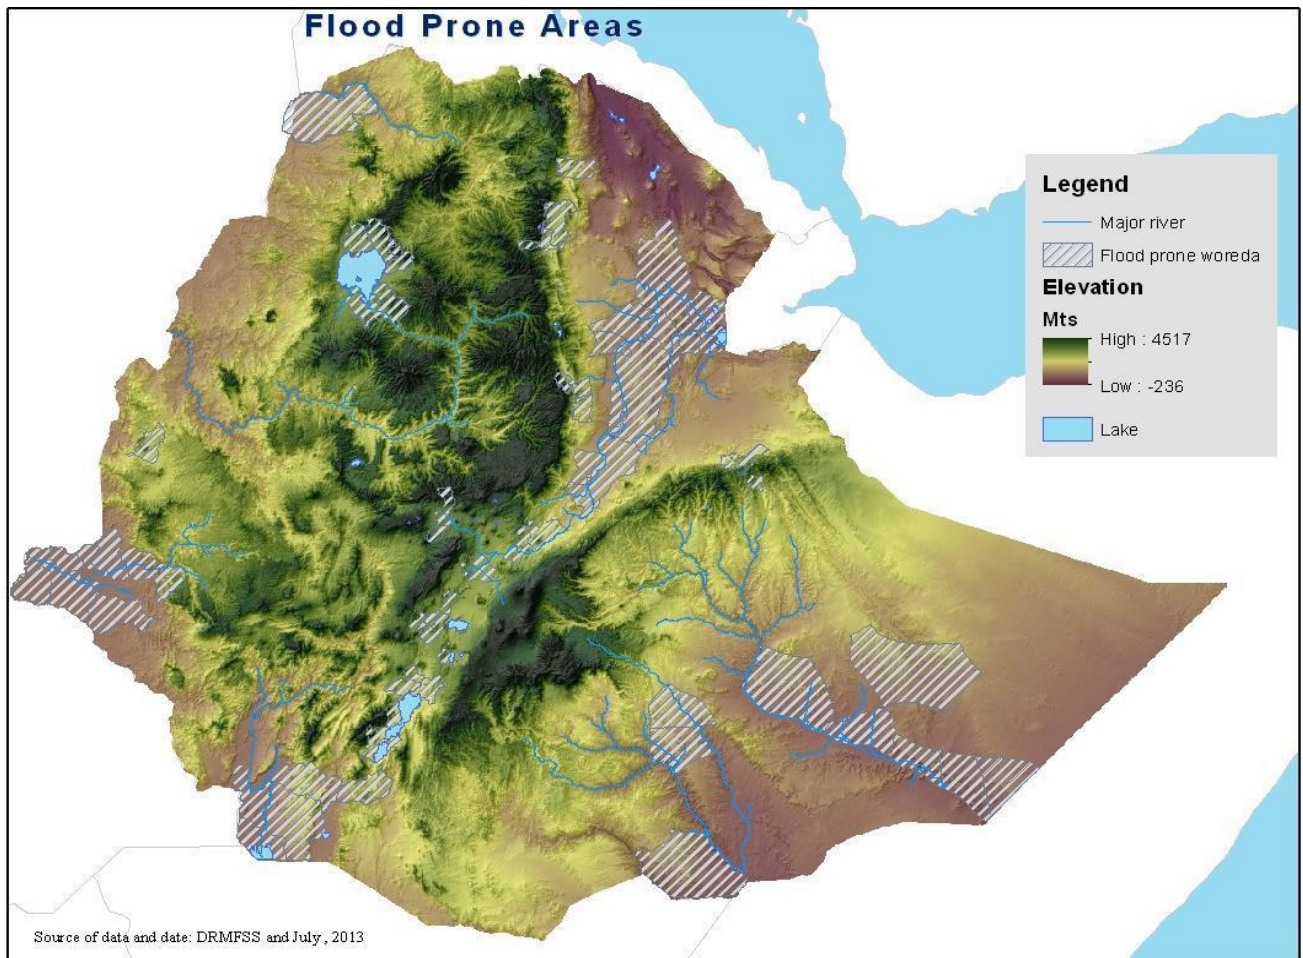 Flood Prone Areas
Legend
Major river
Flood prone woreda
Elevation
Mts
High : 4517
Low : -236
Lake
Source of data and date: DRMFSS and July , 2013